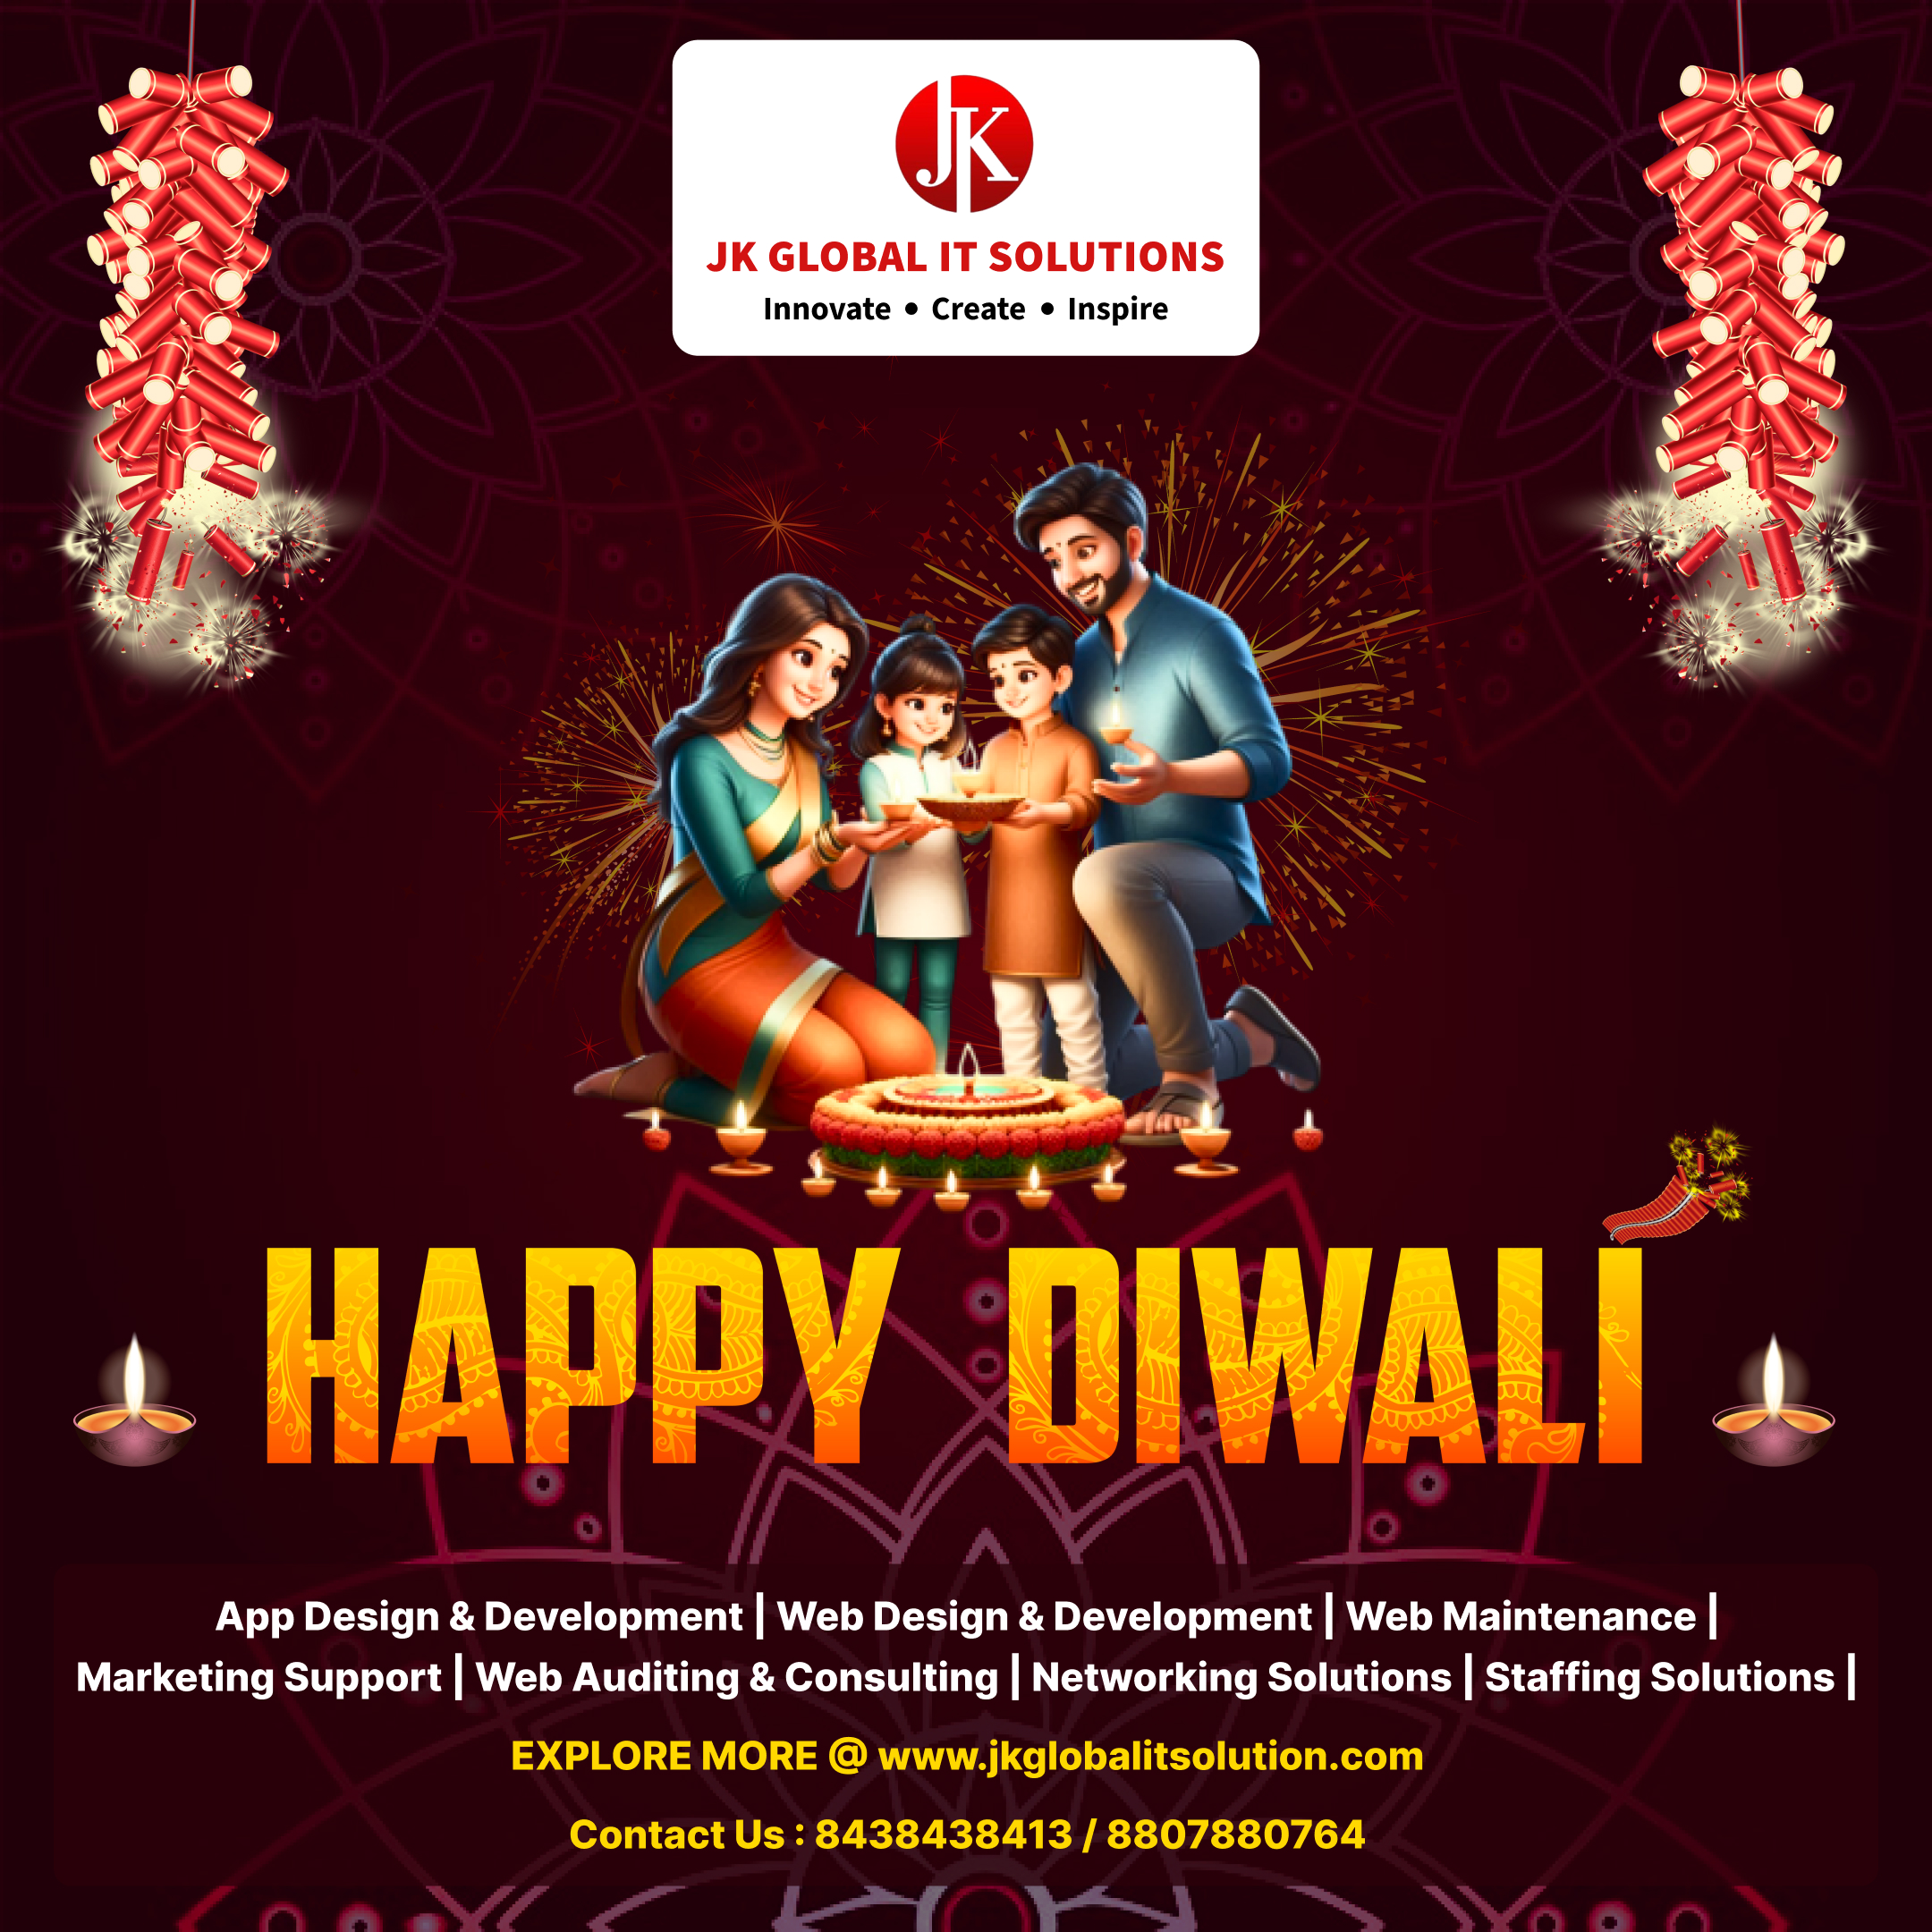 JK
JK GLOBAL IT SOLUTIONS
Innovate • Create • Inspire
HAPPY DIWALI
App Design & Development | Web Design & Development | Web Maintenance |
Marketing Support | Web Auditing & Consulting | Networking Solutions | Staffing Solutions |
EXPLORE MORE @ www.jkglobalitsolution.com
Contact Us : 8438438413 / 8807880764